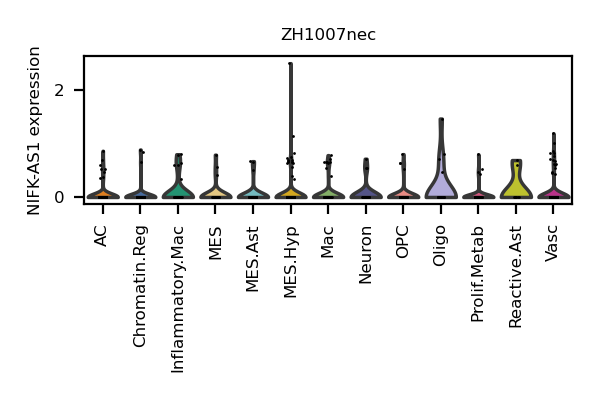 ZH1007nec
NIFK-AS1 expression
2
0
AC
Chromatin.Reg
Inflammatory.Mac
MES
MES.Ast
MES.Hyp
Mac
Neuron
OPC
Oligo
Prolif.Metab
Reactive.Ast
Vasc